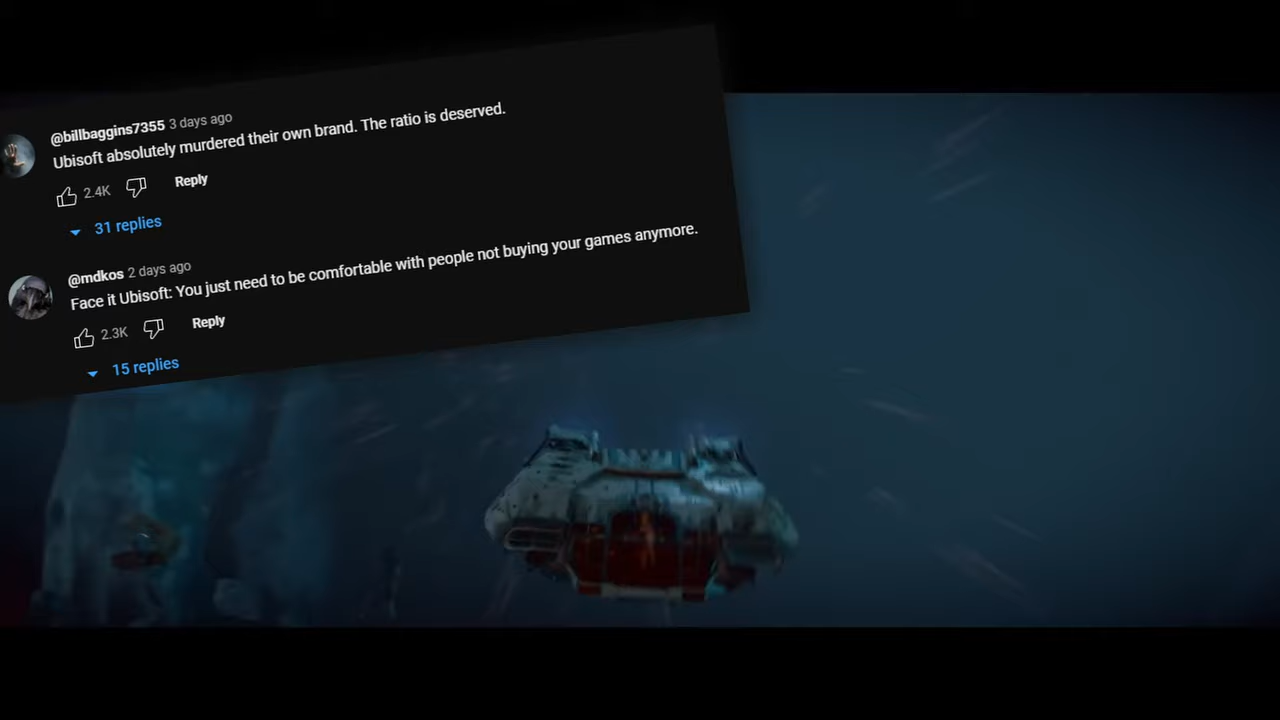 @billbaggins7355 3 days ago
Ubisoft absolutely murdered their own brand. The ratio is deserved.
2.4K Reply
31 replies
@mdkos 2 days ago
Face it Ubisoft: You just need to be comfortable with people not buying your games anymore.
2.3K Reply
15 replies